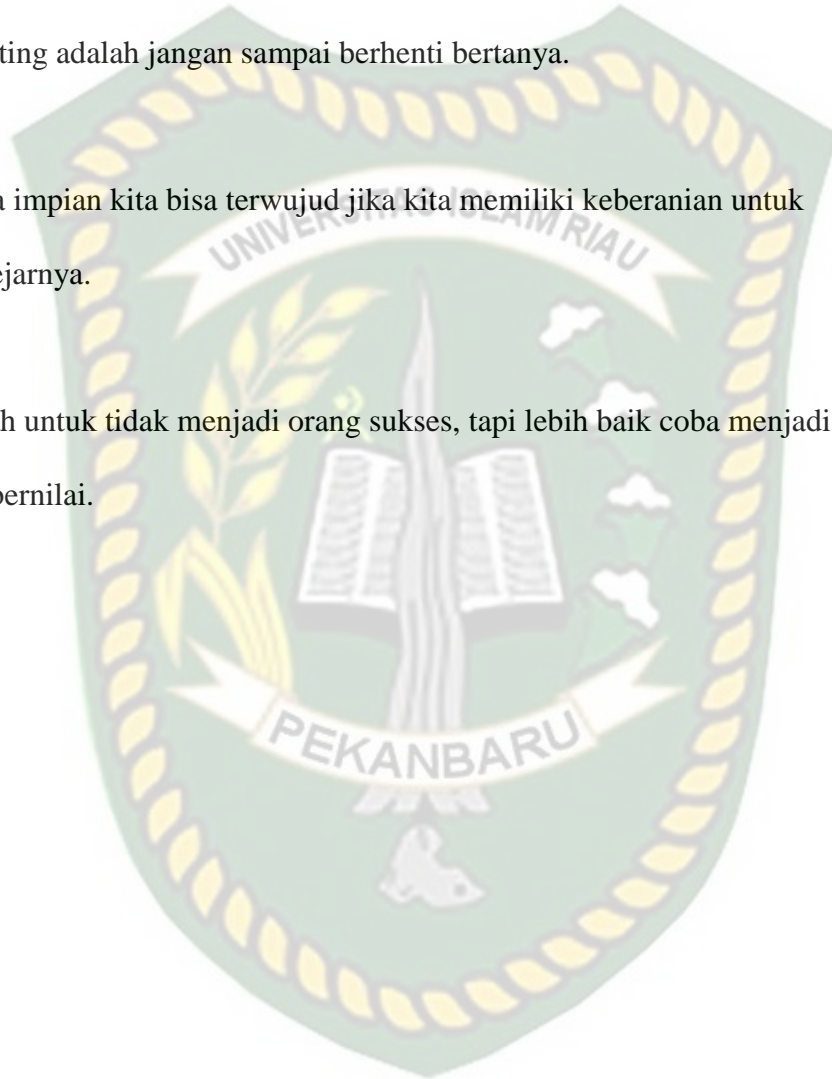 ting adalah jangan sampai berhenti bertanya.
a impian kita bisa terwujud jika kita memiliki keberanian untuk
UNIVERSITAS ISLAM RIAU
ejarnya.
h untuk tidak menjadi orang sukses, tapi lebih baik coba menjadi
bernilai.
PEKANBARU